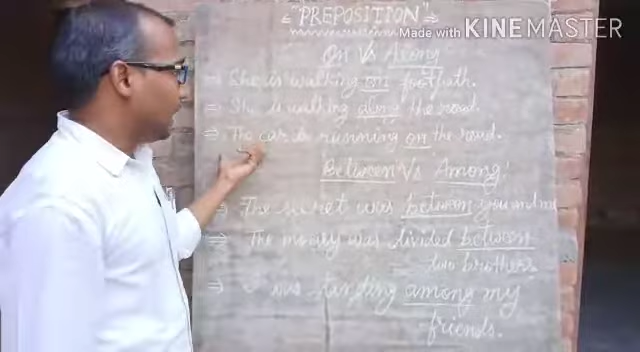 "PREPOSITION"
Made with KINEMASTER
On Vs Along
⇒ She is walking on footpath.
⇒ She is walking along the road.
⇒ The car is running on the road.
Between Vs Among
⇒ The secret was between you and me
⇒ The money was divided between
two brothers
⇒ I was standing among my
friends.